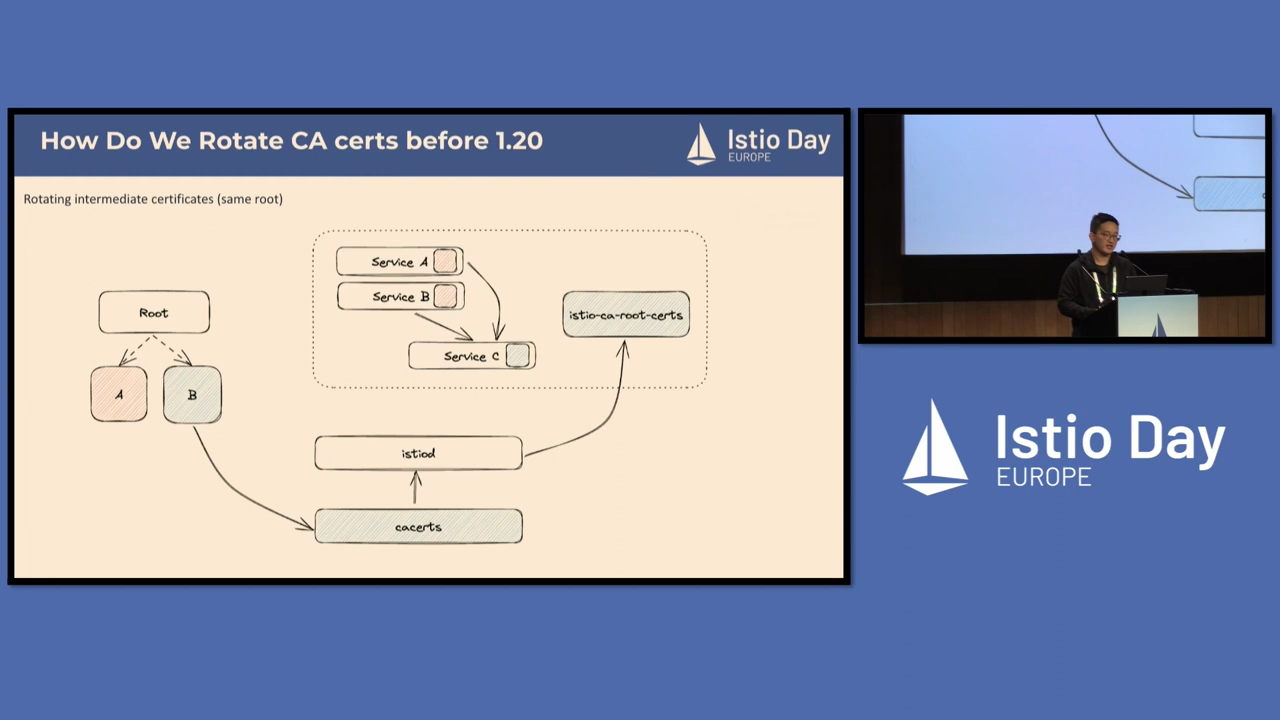 How Do We Rotate CA certs before 1.20
Istio Day
EUROPE
Rotating intermediate certificates (same root)
Service A
Service B
istio-ca-root-certs
Root
Service C
A
B
istiod
cacerts
Istio Day
EUROPE